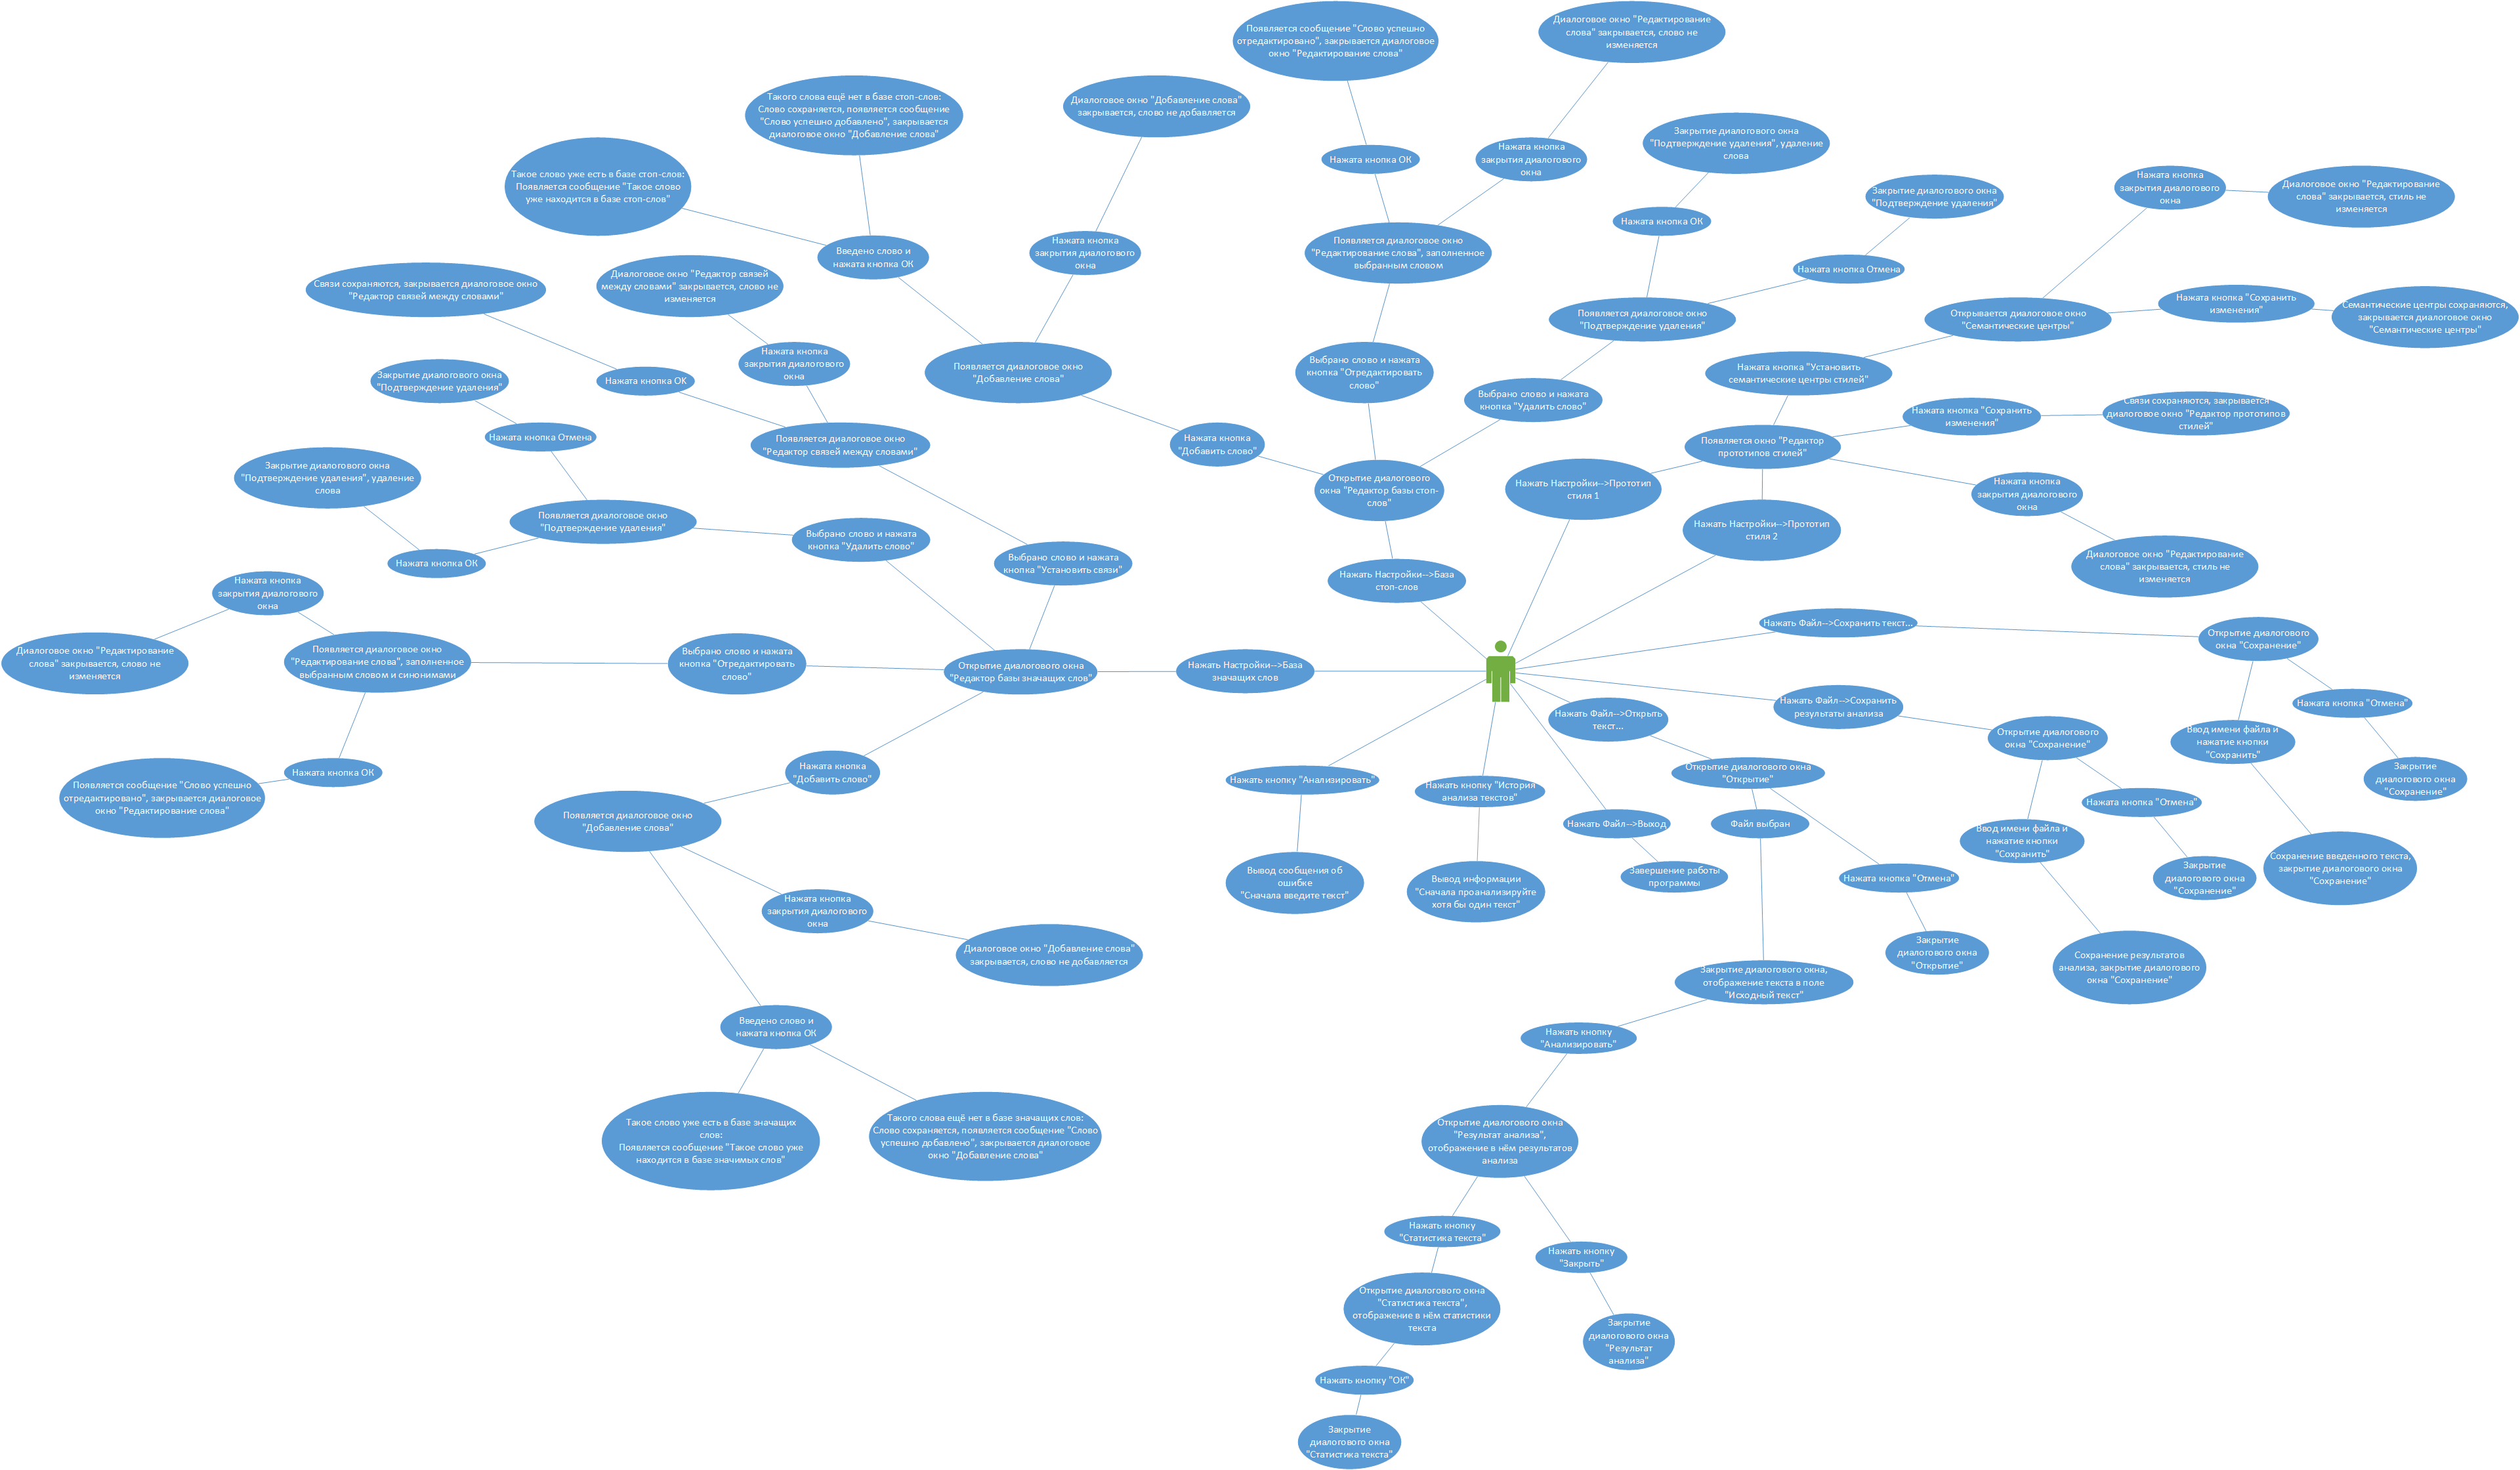 Появляется сообщение "Слово успешно
отредактировано", закрывается диалоговое
окно "Редактирование слова"
Диалоговое окно "Редактирование
слова" закрывается, слово не
изменяется
Такого слова ещё нет в базе стоп-слов:
Слово сохраняется, появляется сообщение
"Слово успешно добавлено", закрывается
диалоговое окно "Добавление слова"
Диалоговое окно "Добавление слова"
закрывается, слово не добавляется
Нажата кнопка ОК
Нажата кнопка
закрытия диалогового
окна
Закрытие диалогового окна
"Подтверждение удаления", удаление
слова
Такое слово уже есть в базе стоп-слов:
Появляется сообщение "Такое слово
уже находится в базе стоп-слов"
Нажата кнопка ОК
Закрытие диалогового окна
"Подтверждение удаления"
Нажата кнопка
закрытия диалогового
окна
Диалоговое окно "Редактирование
слова" закрывается, стиль не
изменяется
Введено слово и
нажата кнопка ОК
Нажата кнопка
закрытия диалогового
окна
Появляется диалоговое окно
"Редактирование слова", заполненное
выбранным словом
Нажата кнопка Отмена
Связи сохраняются, закрывается диалоговое окно
"Редактор связей между словами"
Диалоговое окно "Редактор связей
между словами" закрывается, слово не
изменяется
Появляется диалоговое окно
"Подтверждение удаления"
Открывается диалоговое окно
"Семантические центры"
Нажата кнопка "Сохранить
изменения"
Семантические центры сохраняются,
закрывается диалоговое окно
"Семантические центры"
Закрытие диалогового окна
"Подтверждение удаления"
Нажата кнопка ОК
Нажата кнопка
закрытия диалогового
окна
Появляется диалоговое окно
"Добавление слова"
Выбрано слово и нажата
кнопка "Отредактировать
слово"
Выбрано слово и нажата
кнопка "Удалить слово"
Нажата кнопка "Установить
семантические центры стилей"
Нажата кнопка Отмена
Появляется диалоговое окно
"Редактор связей между словами"
Нажата кнопка
"Добавить слово"
Появляется окно "Редактор
прототипов стилей"
Нажата кнопка "Сохранить
изменения"
Связи сохраняются, закрывается
диалоговое окно "Редактор прототипов
стилей"
Закрытие диалогового окна
"Подтверждение удаления", удаление
слова
Открытие диалогового
окна "Редактор базы стоп-
слов"
Нажать Настройки-->Прототип
стиля 1
Нажата кнопка
закрытия диалогового
окна
Появляется диалоговое окно
"Подтверждение удаления"
Выбрано слово и нажата
кнопка "Удалить слово"
Нажать Настройки-->Прототип
стиля 2
Нажата кнопка ОК
Выбрано слово и нажата
кнопка "Установить связи"
Нажать Настройки-->База
стоп-слов
Диалоговое окно "Редактирование
слова" закрывается, стиль не
изменяется
Нажата кнопка
закрытия диалогового
окна
Нажать Файл-->Сохранить текст...
Открытие диалогового
окна "Сохранение"
Диалоговое окно "Редактирование
слова" закрывается, слово не
изменяется
Появляется диалоговое окно
"Редактирование слова", заполненное
выбранным словом и синонимами
Выбрано слово и нажата
кнопка "Отредактировать
слово"
Открытие диалогового окна
"Редактор базы значащих слов"
Нажать Настройки-->База
значащих слов
Нажать Файл-->Открыть
текст...
Нажать Файл-->Сохранить
результаты анализа
Нажата кнопка "Отмена"
Открытие диалогового
окна "Сохранение"
Ввод имени файла и
нажатие кнопки
"Сохранить"
Появляется сообщение "Слово успешно
отредактировано", закрывается диалоговое
окно "Редактирование слова"
Нажата кнопка ОК
Нажата кнопка
"Добавить слово"
Нажать кнопку "Анализировать"
Нажать кнопку "История
анализа текстов"
Открытие диалогового окна
"Открытие"
Закрытие
диалогового окна
"Сохранение"
Появляется диалоговое окно
"Добавление слова"
Нажать Файл-->Выход
Файл выбран
Нажата кнопка "Отмена"
Ввод имени файла и
нажатие кнопки
"Сохранить"
Вывод сообщения об
ошибке
"Сначала введите текст"
Вывод информации
"Сначала проанализируйте
хотя бы один текст"
Завершение работы
программы
Нажата кнопка "Отмена"
Закрытие
диалогового окна
"Сохранение"
Сохранение введенного текста,
закрытие диалогового окна
"Сохранение"
Нажата кнопка
закрытия диалогового
окна
Диалоговое окно "Добавление слова"
закрывается, слово не добавляется
Закрытие
диалогового окна
"Открытие"
Сохранение результатов
анализа, закрытие диалогового
окна "Сохранение"
Закрытие диалогового окна,
отображение текста в поле
"Исходный текст"
Введено слово и
нажата кнопка ОК
Нажать кнопку
"Анализировать"
Такое слово уже есть в базе значащих
слов:
Появляется сообщение "Такое слово уже
находится в базе значимых слов"
Такого слова ещё нет в базе значащих слов:
Слово сохраняется, появляется сообщение "Слово
успешно добавлено", закрывается диалоговое
окно "Добавление слова"
Открытие диалогового окна
"Результат анализа",
отображение в нём результатов
анализа
Нажать кнопку
"Статистика текста"
Нажать кнопку
"Закрыть"
Открытие диалогового окна
"Статистика текста",
отображение в нём статистики
текста
Закрытие
диалогового окна
"Результат
анализа"
Нажать кнопку "ОК"
Закрытие
диалогового окна
"Статистика текста"